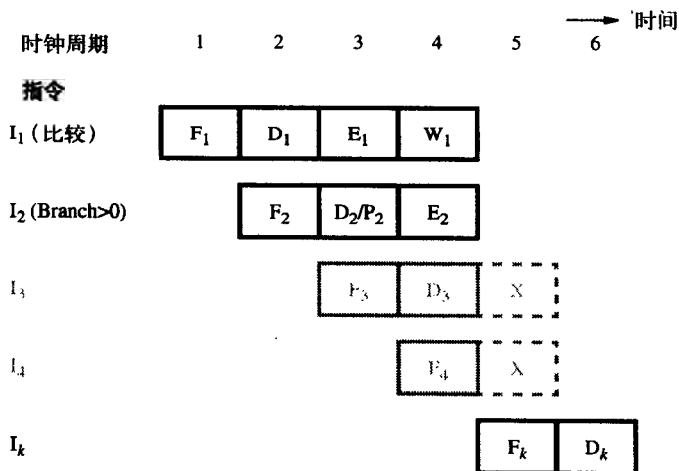 时间
时钟周期 1 2 3 4 5 6
指令
I₁ (比较) F₁ D₁ E₁ W₁
I₂ (Branch>0) F₂ D₂/P₂ E₂
I₃ F₃ D₃ X
I₄ F₄ X
Iₖ Fₖ Dₖ